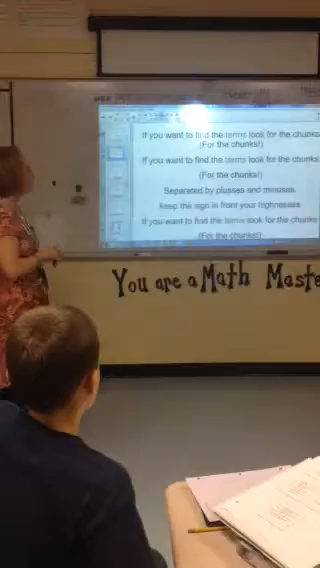 If you want to find the terms look for the chunks
(For the chunks!)
If you want to find the terms look for the chunks
(For the chunks!)
Separated by plusses and minuses,
keep the sign in front your highnesses
If you want to find the terms look for the chunks
(For the chunks!)
You are a Math Maste